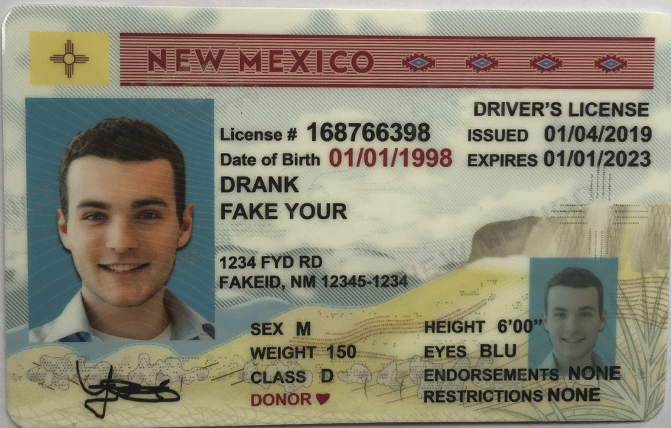 NEW MEXICO
DRIVER'S LICENSE
License # 168766398 ISSUED 01/04/2019
Date of Birth 01/01/1998 EXPIRES 01/01/2023
DRANK
FAKE YOUR
1234 FYD RD
FAKEID, NM 12345-1234
SEX M HEIGHT 6'00"
WEIGHT 150 EYES BLU
CLASS D ENDORSEMENTS NONE
DONOR RESTRICTIONS NONE